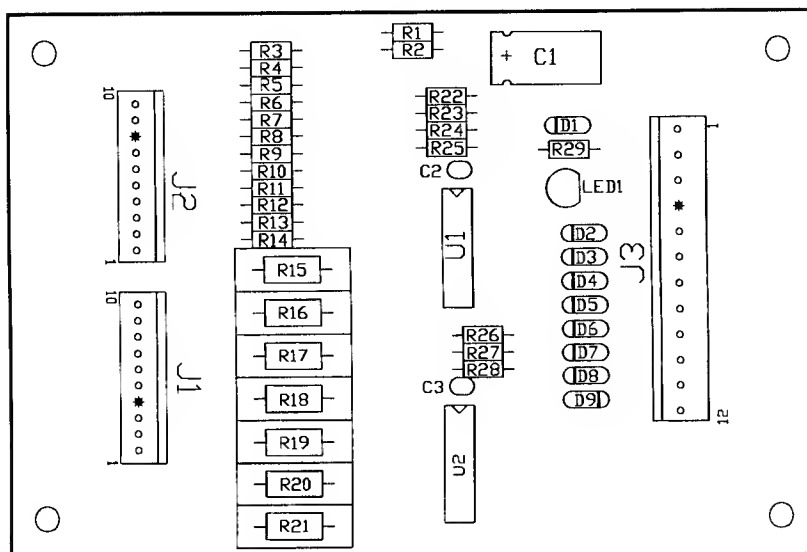 R1
R2
+ C1
R3
R4
R5
R6
R7
R8
R9
R10
R11
R12
R13
R14
R15
R16
R17
R18
R19
R20
R21
10
J2
1
10
J1
1
R22
R23
R24
R25
C2
U1
R26
R27
R28
C3
U2
D1
R29
LED1
D2
D3
D4
D5
D6
D7
D8
D9
1
J3
12